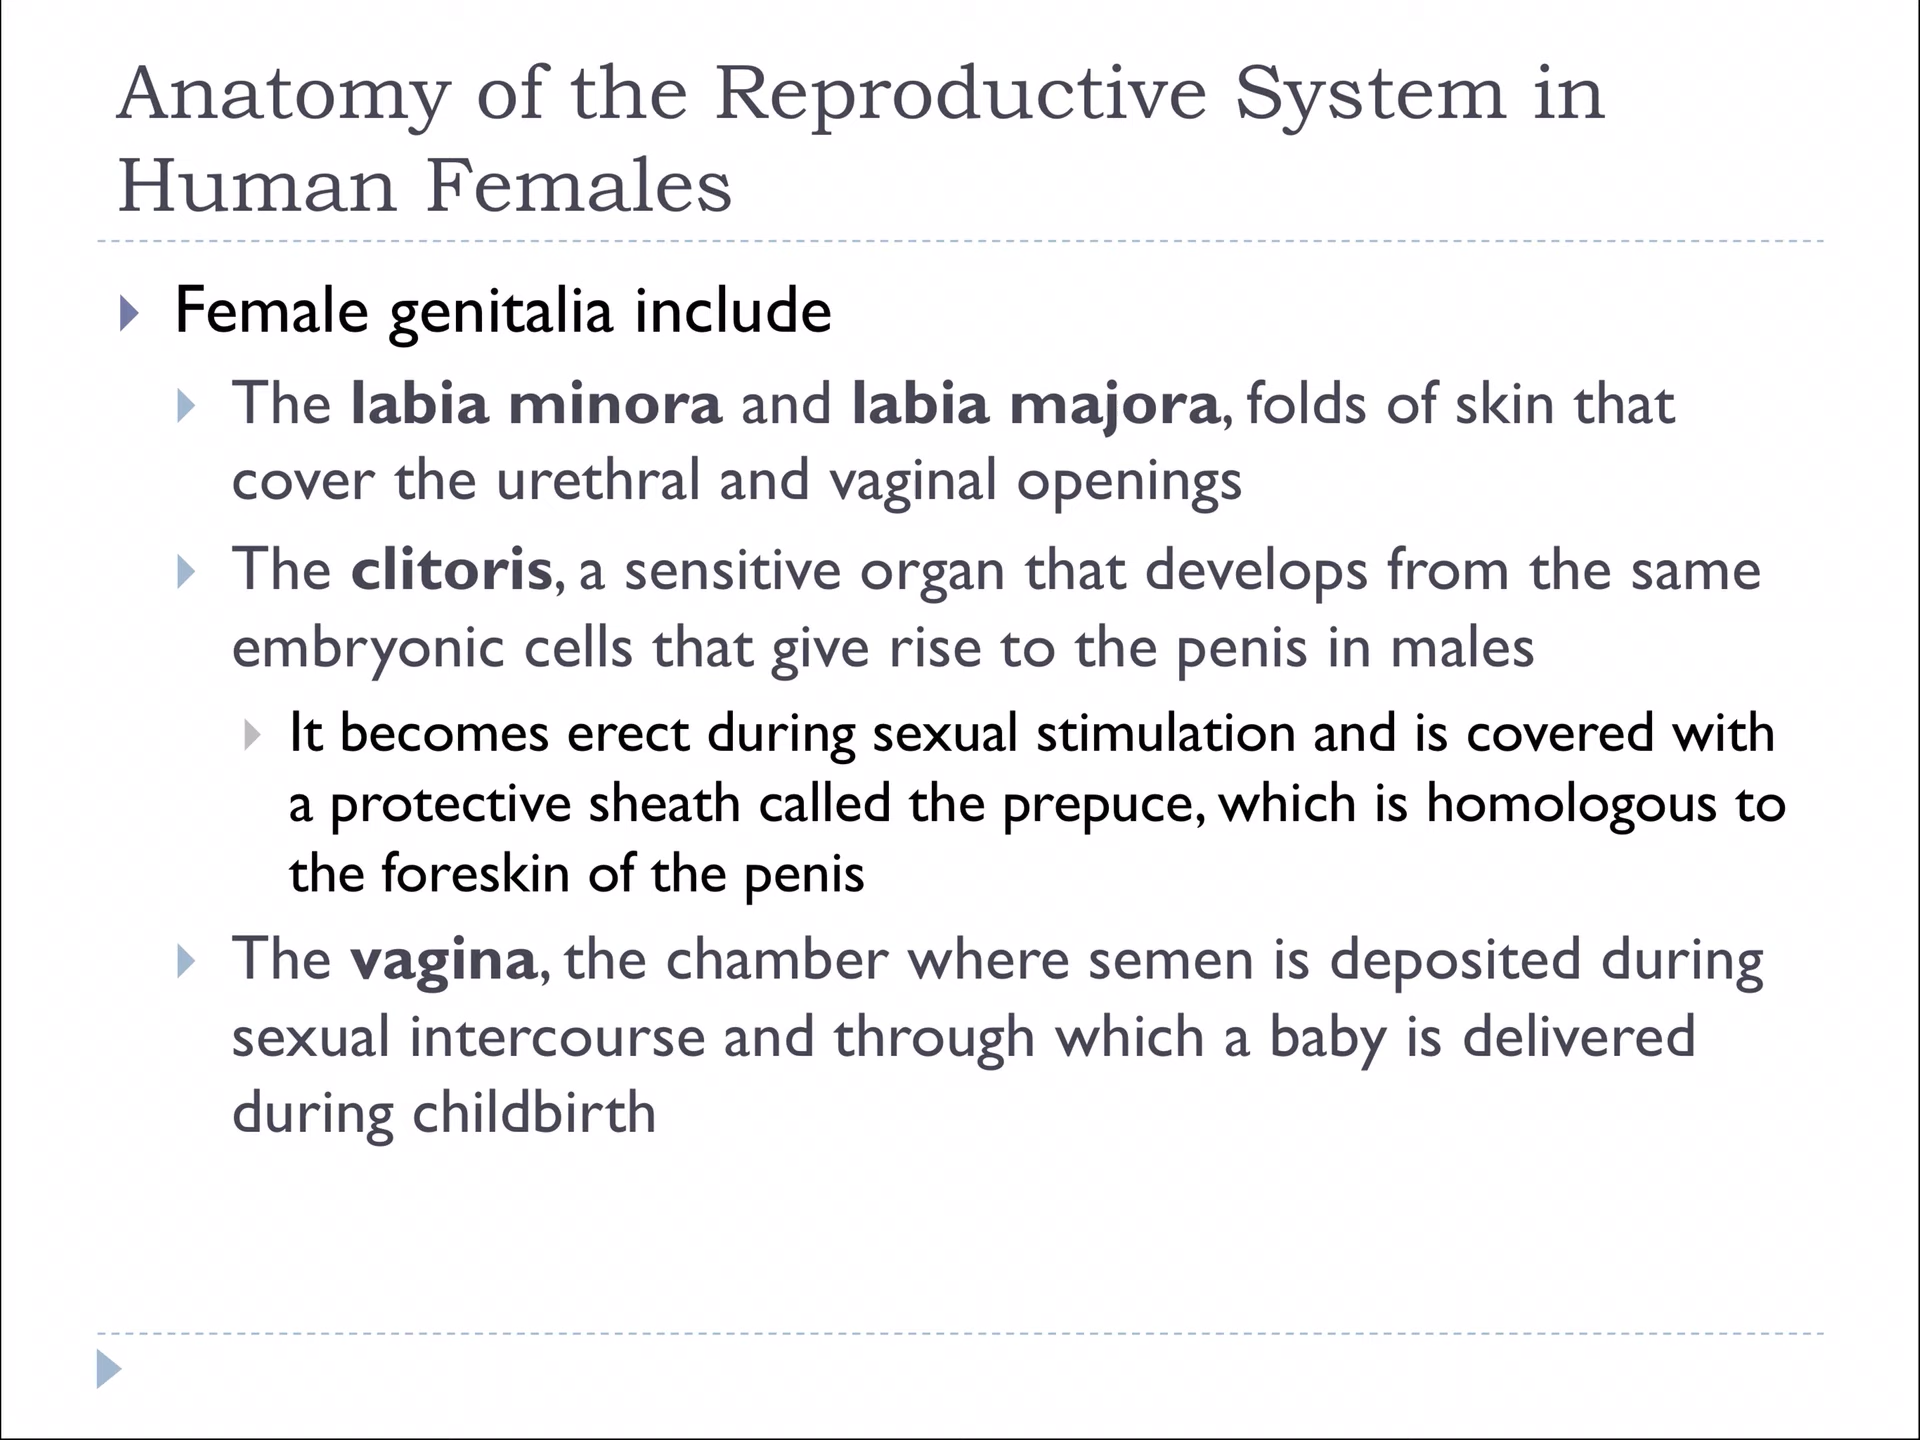 Anatomy of the Reproductive System in
Human Females
Female genitalia include
The labia minora and labia majora, folds of skin that
cover the urethral and vaginal openings
The clitoris, a sensitive organ that develops from the same
embryonic cells that give rise to the penis in males
It becomes erect during sexual stimulation and is covered with
a protective sheath called the prepuce, which is homologous to
the foreskin of the penis
The vagina, the chamber where semen is deposited during
sexual intercourse and through which a baby is delivered
during childbirth